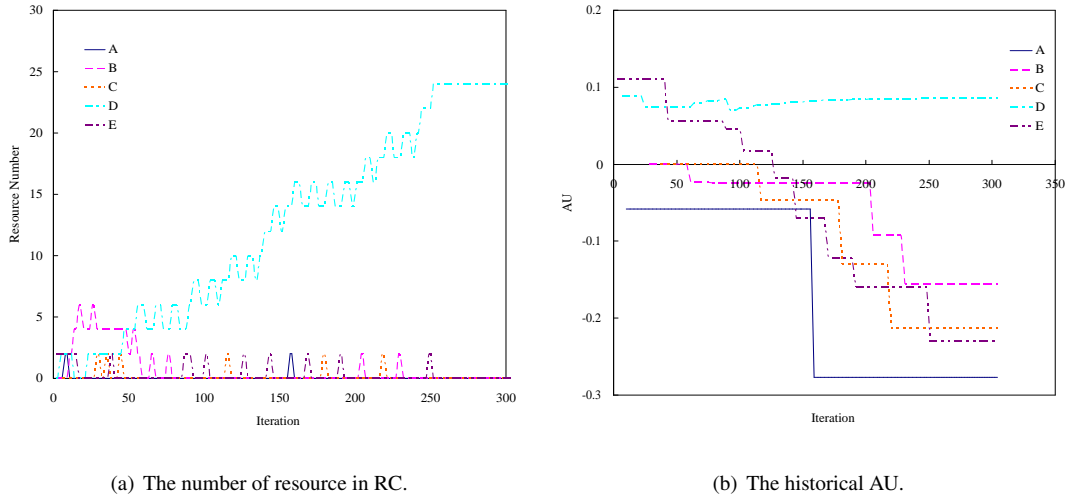 30
25
20
15
10
5
0
0
50
100
150
200
250
300
Resource Number
Iteration
A
B
C
D
E
(a) The number of resource in RC.
0.2
0.1
0
-0.1
-0.2
-0.3
0
50
100
150
200
250
300
350
AU
Iteration
A
B
C
D
E
(b) The historical AU.